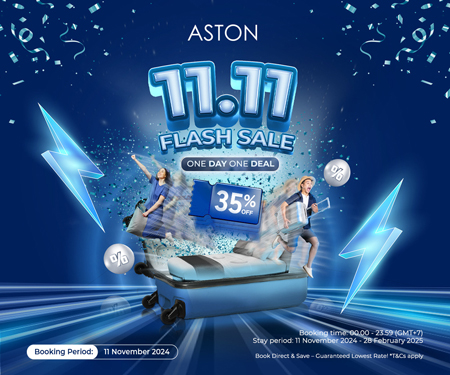 ASTON
11.11
FLASH SALE
ONE DAY ONE DEAL
35% OFF
%
%
Booking time: 00.00 - 23.59 (GMT+7)
Stay period: 11 November 2024 - 28 February 2025
Booking Period: 11 November 2024
Book Direct & Save – Guaranteed Lowest Rate! *T&Cs apply